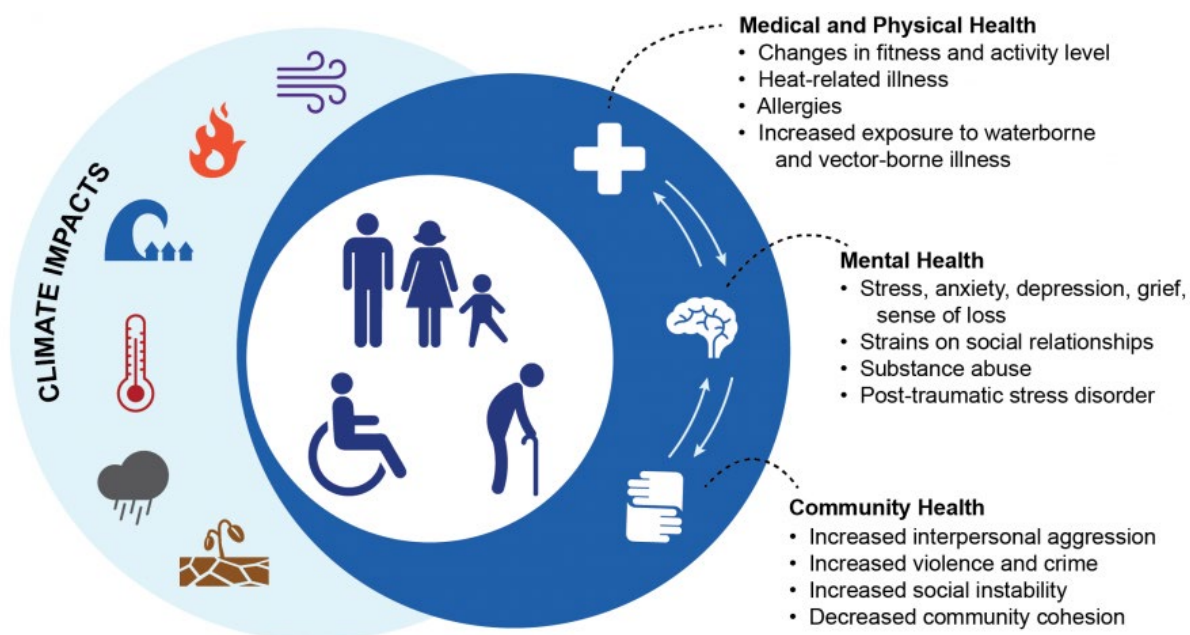 CLIMATE IMPACTS
Medical and Physical Health
• Changes in fitness and activity level
• Heat-related illness
• Allergies
• Increased exposure to waterborne
and vector-borne illness
Mental Health
• Stress, anxiety, depression, grief,
sense of loss
• Strains on social relationships
• Substance abuse
• Post-traumatic stress disorder
Community Health
• Increased interpersonal aggression
• Increased violence and crime
• Increased social instability
• Decreased community cohesion